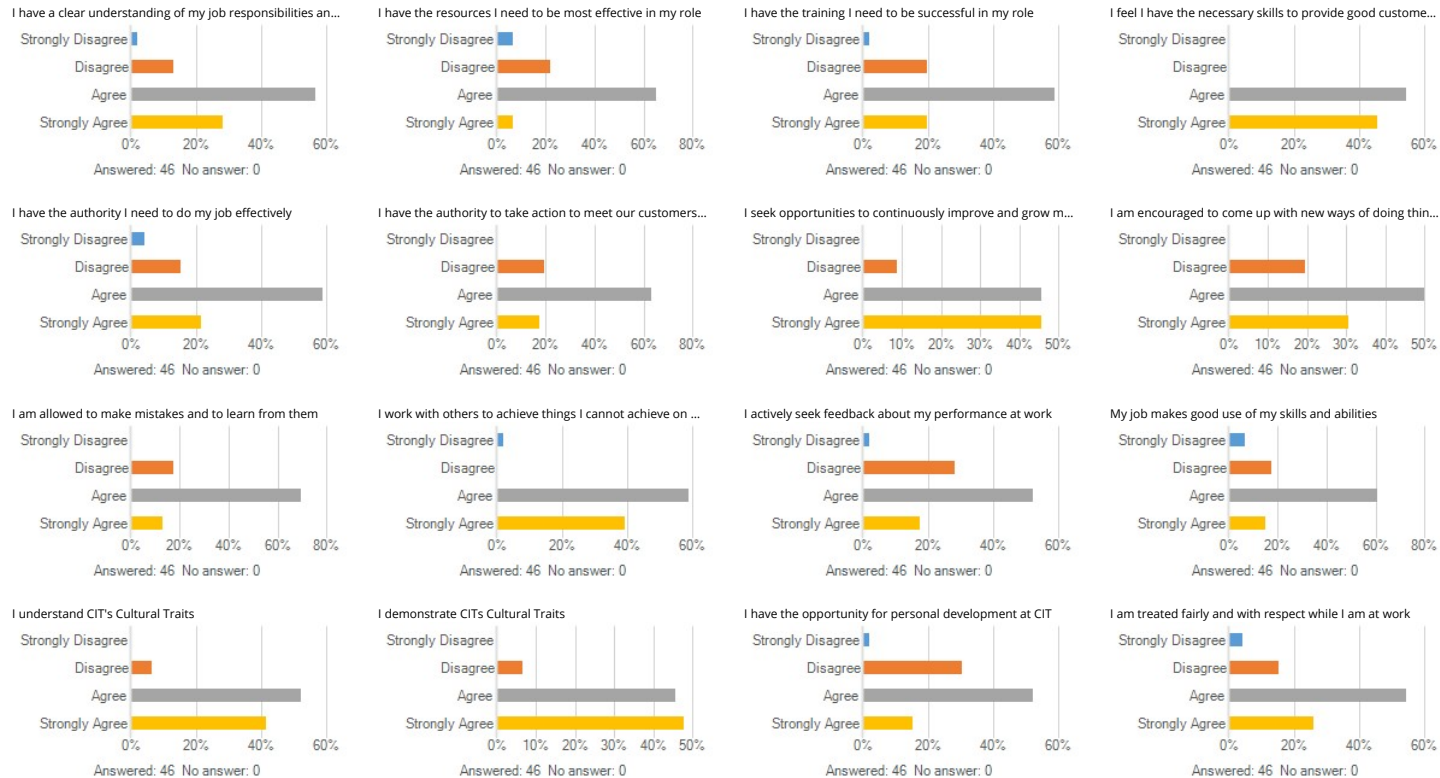 I have a clear understanding of my job responsibilities an...
Strongly Disagree
Disagree
Agree
Strongly Agree
0% 20% 40% 60%
Answered: 46 No answer: 0
I have the resources I need to be most effective in my role
Strongly Disagree
Disagree
Agree
Strongly Agree
0% 20% 40% 60% 80%
Answered: 46 No answer: 0
I have the training I need to be successful in my role
Strongly Disagree
Disagree
Agree
Strongly Agree
0% 20% 40% 60%
Answered: 46 No answer: 0
I feel I have the necessary skills to provide good custome...
Strongly Disagree
Disagree
Agree
Strongly Agree
0% 20% 40% 60%
Answered: 46 No answer: 0
I have the authority I need to do my job effectively
Strongly Disagree
Disagree
Agree
Strongly Agree
0% 20% 40% 60%
Answered: 46 No answer: 0
I have the authority to take action to meet our customers...
Strongly Disagree
Disagree
Agree
Strongly Agree
0% 20% 40% 60% 80%
Answered: 46 No answer: 0
I seek opportunities to continuously improve and grow m...
Strongly Disagree
Disagree
Agree
Strongly Agree
0% 10% 20% 30% 40% 50%
Answered: 46 No answer: 0
I am encouraged to come up with new ways of doing thin...
Strongly Disagree
Disagree
Agree
Strongly Agree
0% 10% 20% 30% 40% 50%
Answered: 46 No answer: 0
I am allowed to make mistakes and to learn from them
Strongly Disagree
Disagree
Agree
Strongly Agree
0% 20% 40% 60% 80%
Answered: 46 No answer: 0
I work with others to achieve things I cannot achieve on ...
Strongly Disagree
Disagree
Agree
Strongly Agree
0% 20% 40% 60%
Answered: 46 No answer: 0
I actively seek feedback about my performance at work
Strongly Disagree
Disagree
Agree
Strongly Agree
0% 20% 40% 60%
Answered: 46 No answer: 0
My job makes good use of my skills and abilities
Strongly Disagree
Disagree
Agree
Strongly Agree
0% 20% 40% 60% 80%
Answered: 46 No answer: 0
I understand CIT's Cultural Traits
Strongly Disagree
Disagree
Agree
Strongly Agree
0% 20% 40% 60%
Answered: 46 No answer: 0
I demonstrate CITs Cultural Traits
Strongly Disagree
Disagree
Agree
Strongly Agree
0% 10% 20% 30% 40% 50%
Answered: 46 No answer: 0
I have the opportunity for personal development at CIT
Strongly Disagree
Disagree
Agree
Strongly Agree
0% 20% 40% 60%
Answered: 46 No answer: 0
I am treated fairly and with respect while I am at work
Strongly Disagree
Disagree
Agree
Strongly Agree
0% 20% 40% 60%
Answered: 46 No answer: 0